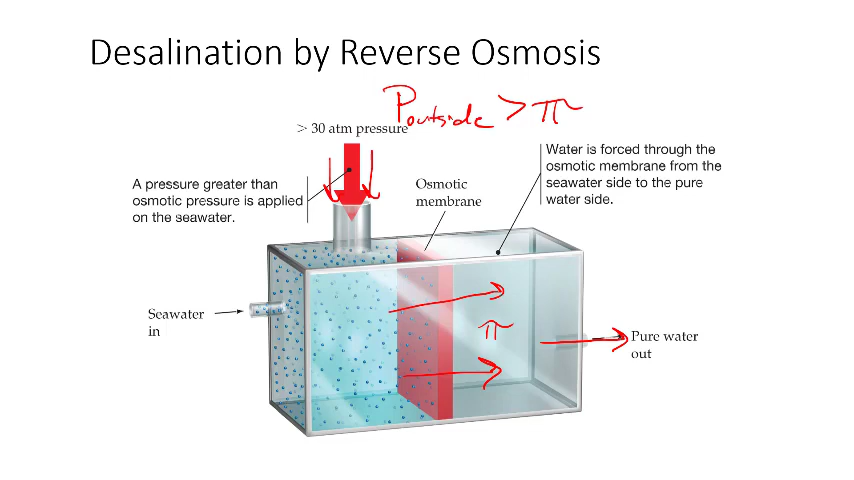 Desalination by Reverse Osmosis
P outside > π
> 30 atm pressure
Water is forced through the
osmotic membrane from the
seawater side to the pure
water side.
A pressure greater than
osmotic pressure is applied
on the seawater.
Osmotic
membrane
Seawater
in
π
Pure water
out